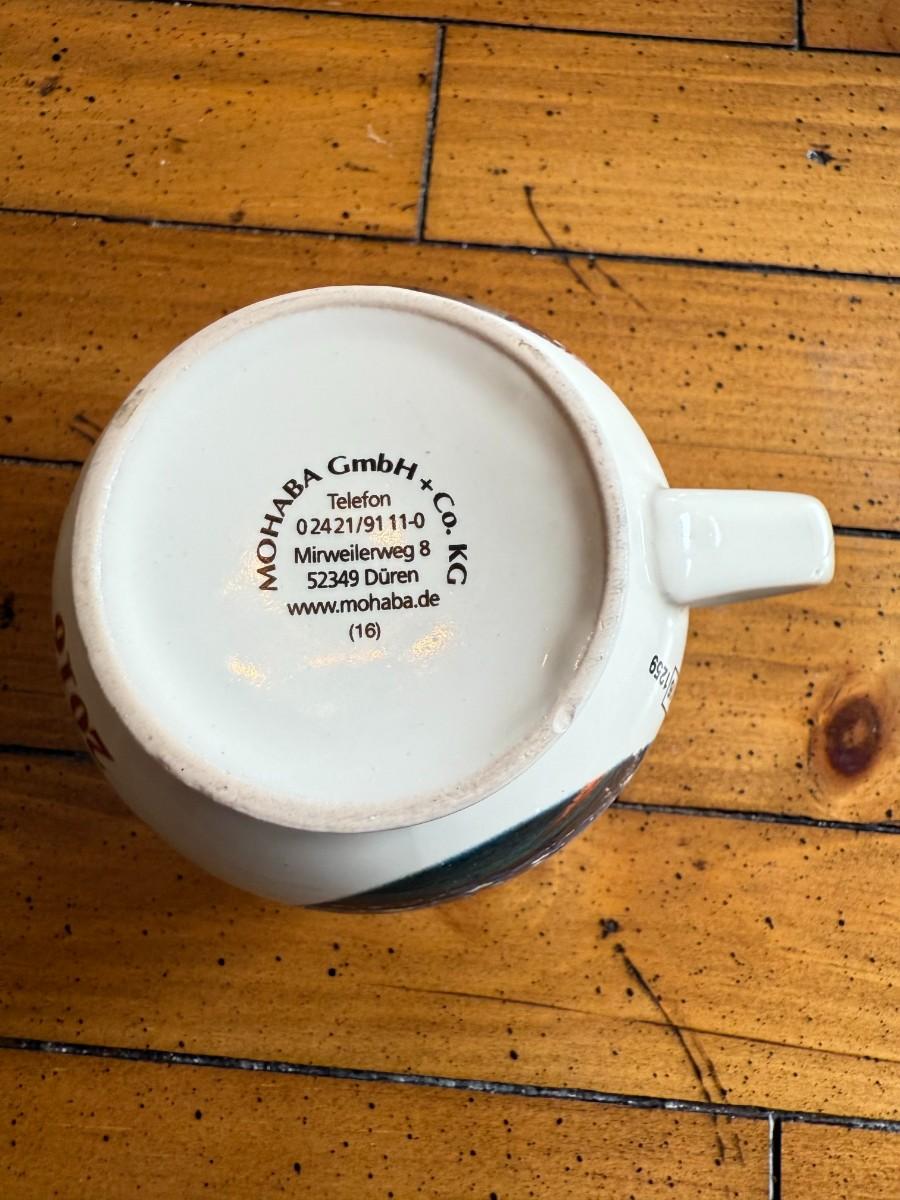 MOHABA GmbH + Co. KG
Telefon
0 24 21/91 11-0
Mirweilerweg 8
52349 Düren
www.mohaba.de
(16)
1259